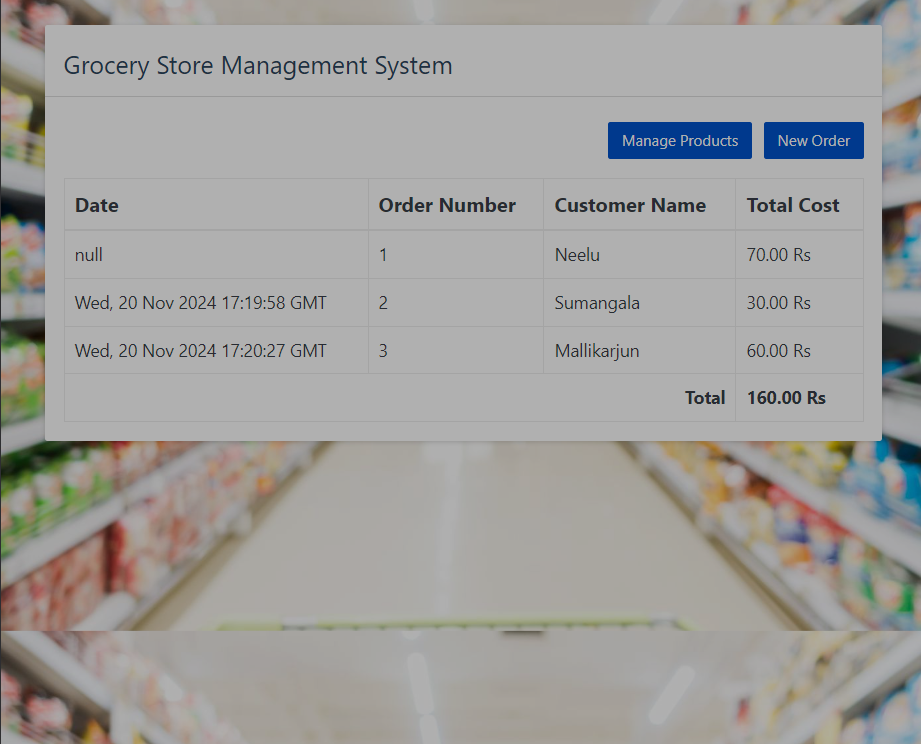 Grocery Store Management System
Manage Products New Order
Date Order Number Customer Name Total Cost
null 1 Neelu 70.00 Rs
Wed, 20 Nov 2024 17:19:58 GMT 2 Sumangala 30.00 Rs
Wed, 20 Nov 2024 17:20:27 GMT 3 Mallikarjun 60.00 Rs
Total 160.00 Rs